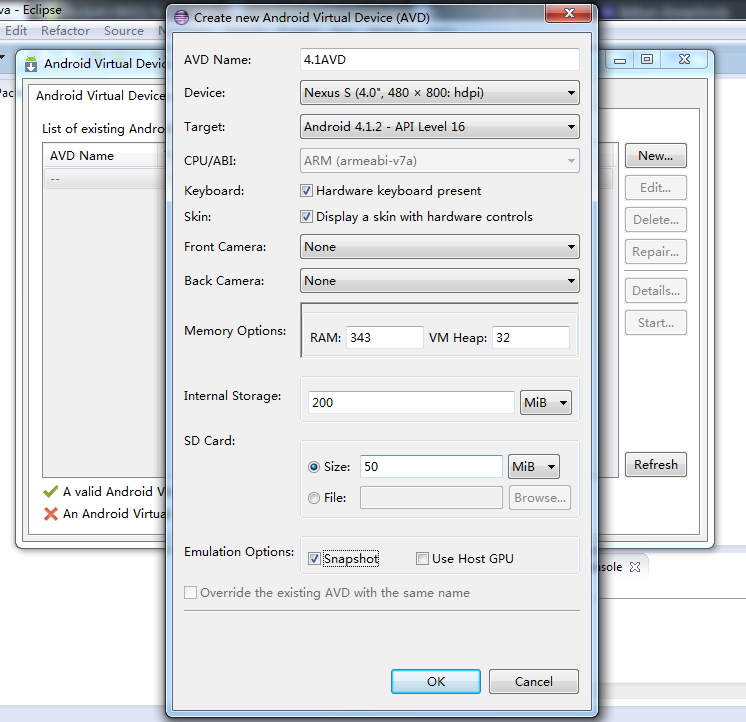 va - Eclipse
Create new Android Virtual Device (AVD)
Edit Refactor Source
Android Virtual Devic
Android Virtual Device
List of existing Andro
AVD Name
--
A valid Android V
An Android Virtua
AVD Name: 4.1AVD
Device: Nexus S (4.0", 480 × 800: hdpi)
Target: Android 4.1.2 - API Level 16
CPU/ABI: ARM (armeabi-v7a)
Keyboard: Hardware keyboard present
Skin: Display a skin with hardware controls
Front Camera: None
Back Camera: None
Memory Options: RAM: 343 VM Heap: 32
Internal Storage: 200 MiB
SD Card:
Size: 50 MiB
File: Browse...
Emulation Options: Snapshot Use Host GPU
Override the existing AVD with the same name
OK Cancel
New...
Edit...
Delete...
Repair...
Details...
Start...
Refresh
nsole